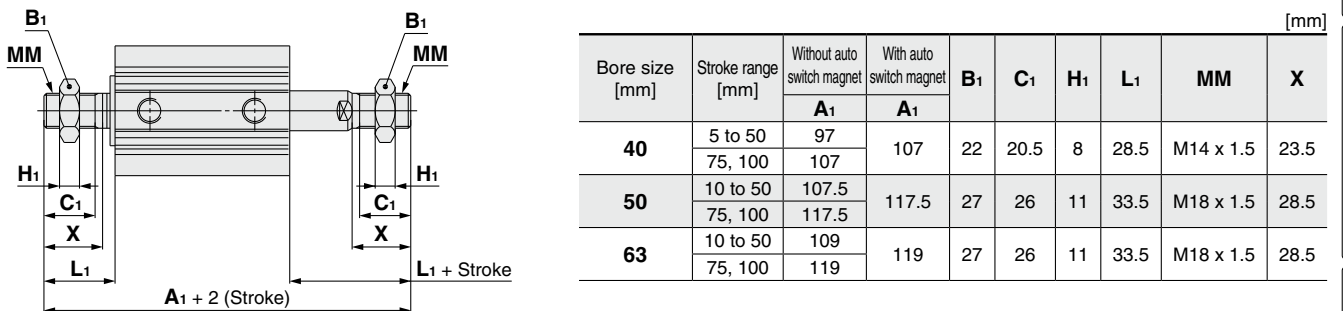 B1 B1
MM MM
H1 H1
C1 C1
X X
L1 L1 + Stroke
A1 + 2 (Stroke)
[mm]
Bore size [mm] Stroke range [mm] Without auto switch magnet With auto switch magnet B1 C1 H1 L1 MM X
A1 A1
40 5 to 50 97 107 22 20.5 8 28.5 M14 x 1.5 23.5
75, 100 107
50 10 to 50 107.5 117.5 27 26 11 33.5 M18 x 1.5 28.5
75, 100 117.5
63 10 to 50 109 119 27 26 11 33.5 M18 x 1.5 28.5
75, 100 119